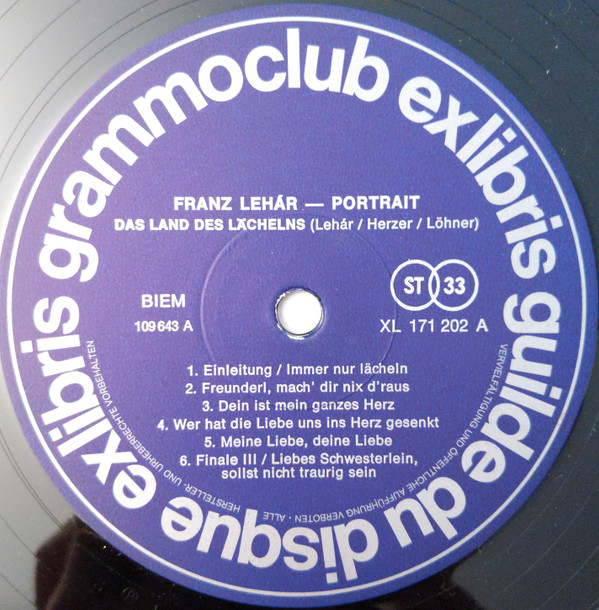 grammoclub exlibris guilde du disque exlibris
FRANZ LEHÁR — PORTRAIT
DAS LAND DES LÄCHELNS (Lehár / Herzer / Löhner)
BIEM
109643 A
ST 33
XL 171 202 A
1. Einleitung / Immer nur lächeln
2. Freunderl, mach' dir nix d'raus
3. Dein ist mein ganzes Herz
4. Wer hat die Liebe uns ins Herz gesenkt
5. Meine Liebe, deine Liebe
6. Finale III / Liebes Schwesterlein,
sollst nicht traurig sein
VERVIELFÄLTIGUNG UND ÖFFENTLICHE AUFFÜHRUNG VERBOTEN · ALLE HERSTELLER- UND URHEBERRECHTE VORBEHALTEN